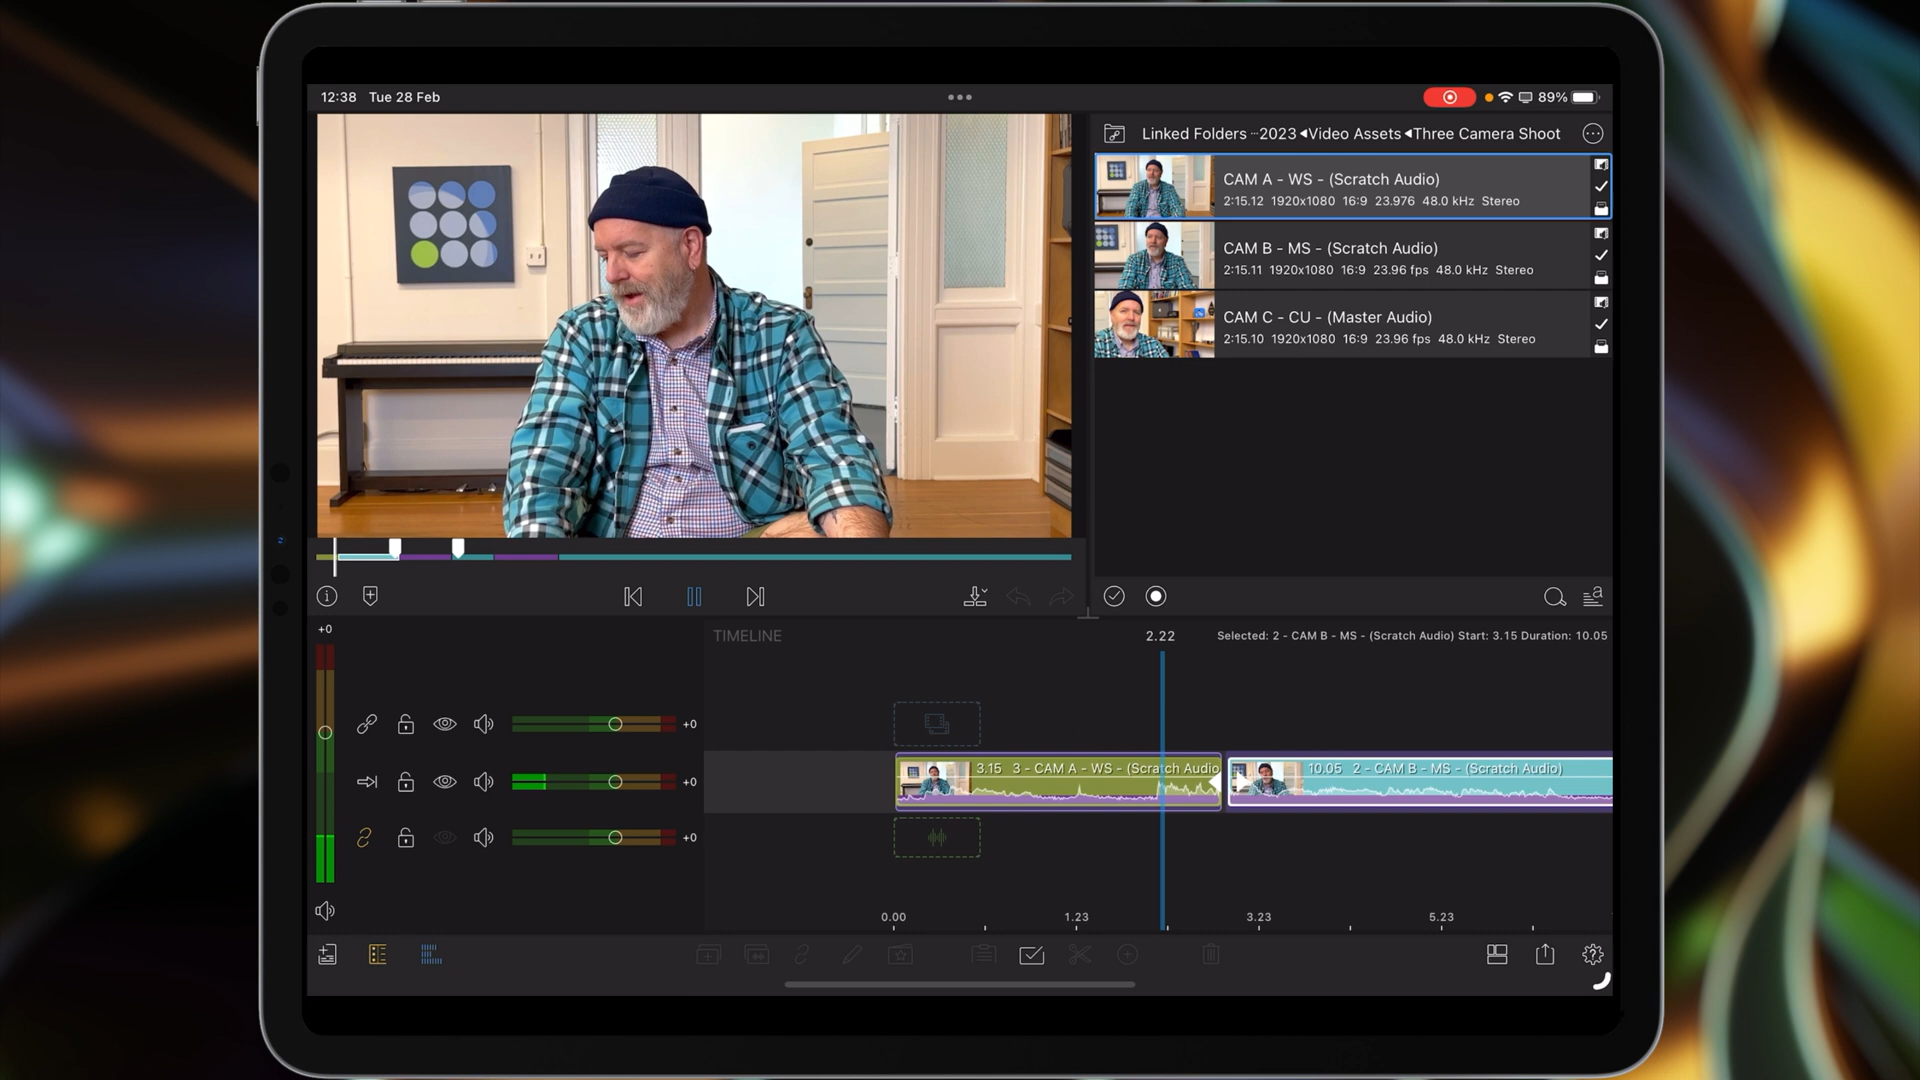 12:38 Tue 28 Feb
89%
Linked Folders ··2023 ◂Video Assets ◂Three Camera Shoot
CAM A - WS - (Scratch Audio)
2:15.12 1920x1080 16:9 23.976 48.0 kHz Stereo
CAM B - MS - (Scratch Audio)
2:15.11 1920x1080 16:9 23.96 fps 48.0 kHz Stereo
CAM C - CU - (Master Audio)
2:15.10 1920x1080 16:9 23.96 fps 48.0 kHz Stereo
+0
TIMELINE
2.22
Selected: 2 - CAM B - MS - (Scratch Audio) Start: 3.15 Duration: 10.05
+0
3.15 3 - CAM A - WS - (Scratch Audio
10.05 2 - CAM B - MS - (Scratch Audio)
+0
+0
0.00 1.23 3.23 5.23